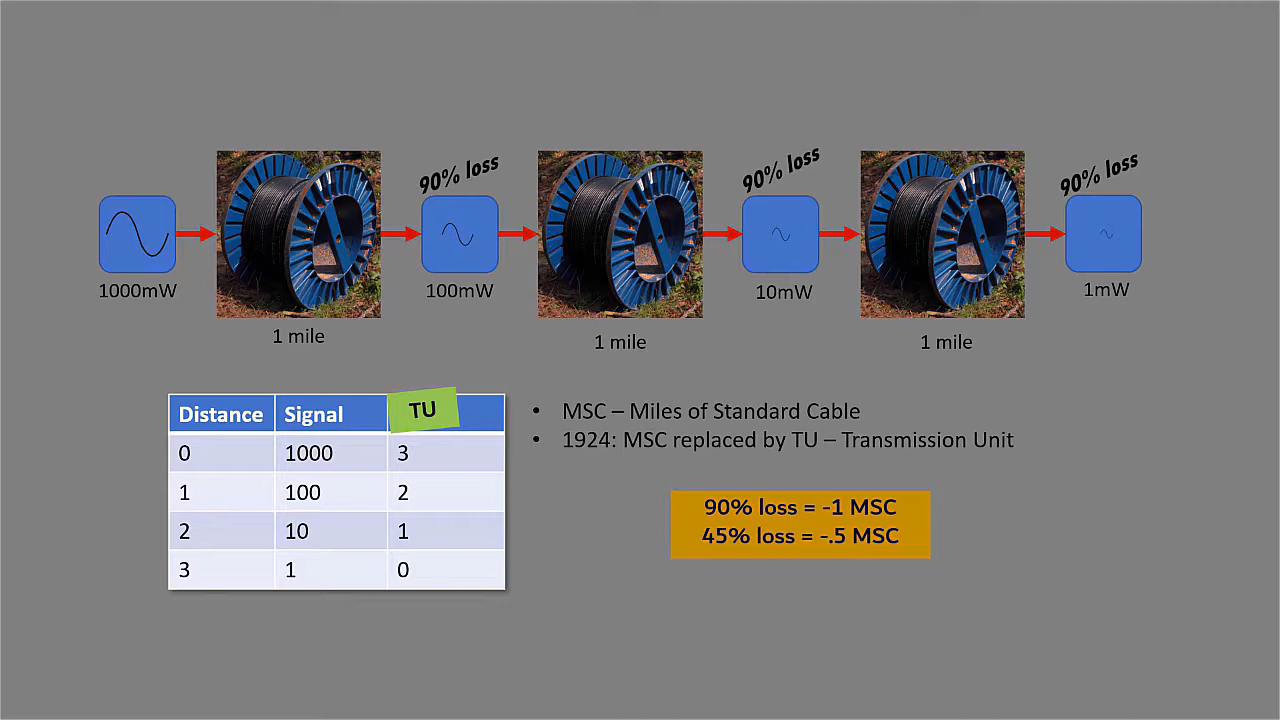 90% loss
90% loss
90% loss
1000mW
100mW
10mW
1mW
1 mile
1 mile
1 mile
Distance Signal TU
0 1000 3
1 100 2
2 10 1
3 1 0
• MSC – Miles of Standard Cable
• 1924: MSC replaced by TU – Transmission Unit
90% loss = -1 MSC
45% loss = -.5 MSC